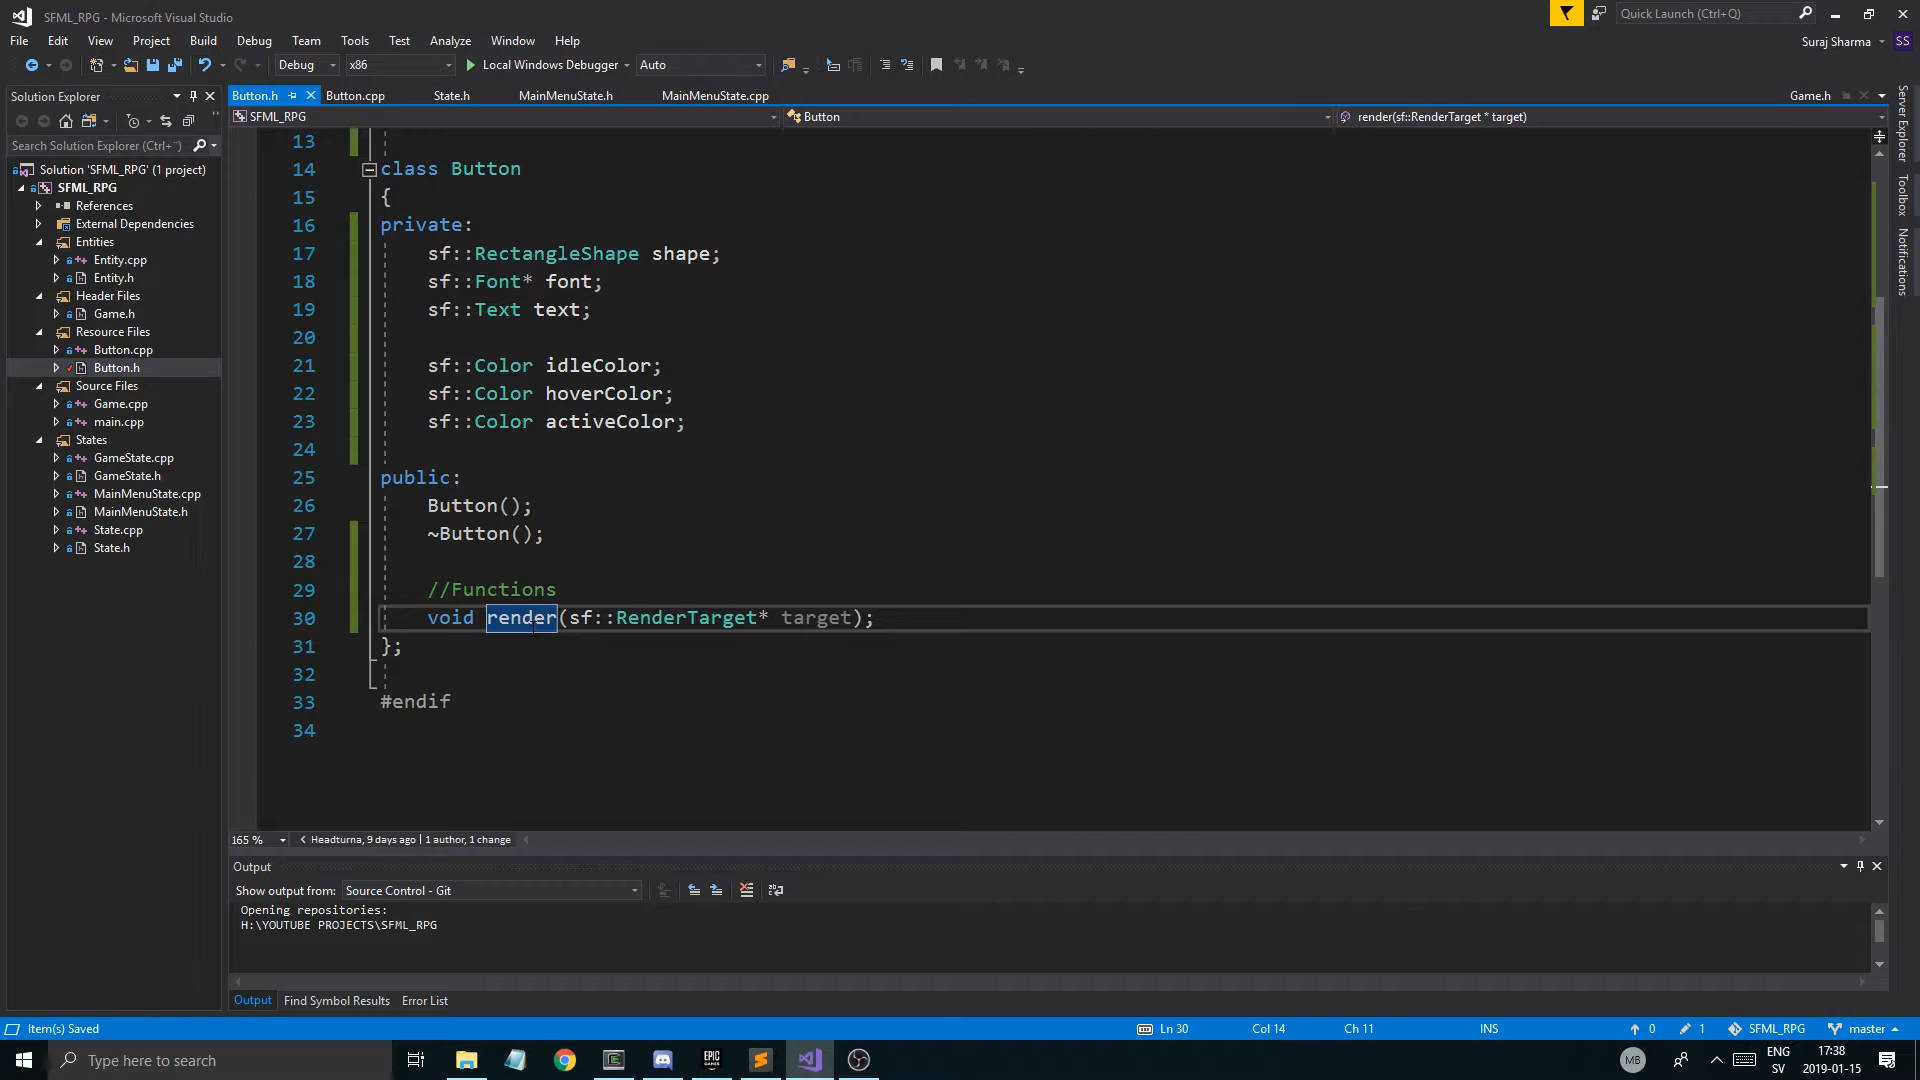 SFML_RPG - Microsoft Visual Studio
Quick Launch (Ctrl+Q)
File Edit View Project Build Debug Team Tools Test Analyze Window Help
Suraj Sharma SS
Debug x86 Local Windows Debugger Auto
Solution Explorer
Button.h Button.cpp State.h MainMenuState.h MainMenuState.cpp Game.h
SFML_RPG Button render(sf::RenderTarget * target)
Search Solution Explorer (Ctrl+¨)
Solution 'SFML_RPG' (1 project)
SFML_RPG
References
External Dependencies
Entities
Entity.cpp
Entity.h
Header Files
Game.h
Resource Files
Button.cpp
Button.h
Source Files
Game.cpp
main.cpp
States
GameState.cpp
GameState.h
MainMenuState.cpp
MainMenuState.h
State.cpp
State.h
13
14 class Button
15 {
16 private:
17 sf::RectangleShape shape;
18 sf::Font* font;
19 sf::Text text;
20
21 sf::Color idleColor;
22 sf::Color hoverColor;
23 sf::Color activeColor;
24
25 public:
26 Button();
27 ~Button();
28
29 //Functions
30 void render(sf::RenderTarget* target);
31 };
32
33 #endif
34
Server Explorer
Toolbox
Notifications
165 % Headturna, 9 days ago | 1 author, 1 change
Output
Show output from: Source Control - Git
Opening repositories:
H:\YOUTUBE PROJECTS\SFML_RPG
Output Find Symbol Results Error List
Item(s) Saved Ln 30 Col 14 Ch 11 INS 0 1 SFML_RPG master
Type here to search
EPIC GAMES
MB
ENG
SV
17:38
2019-01-15